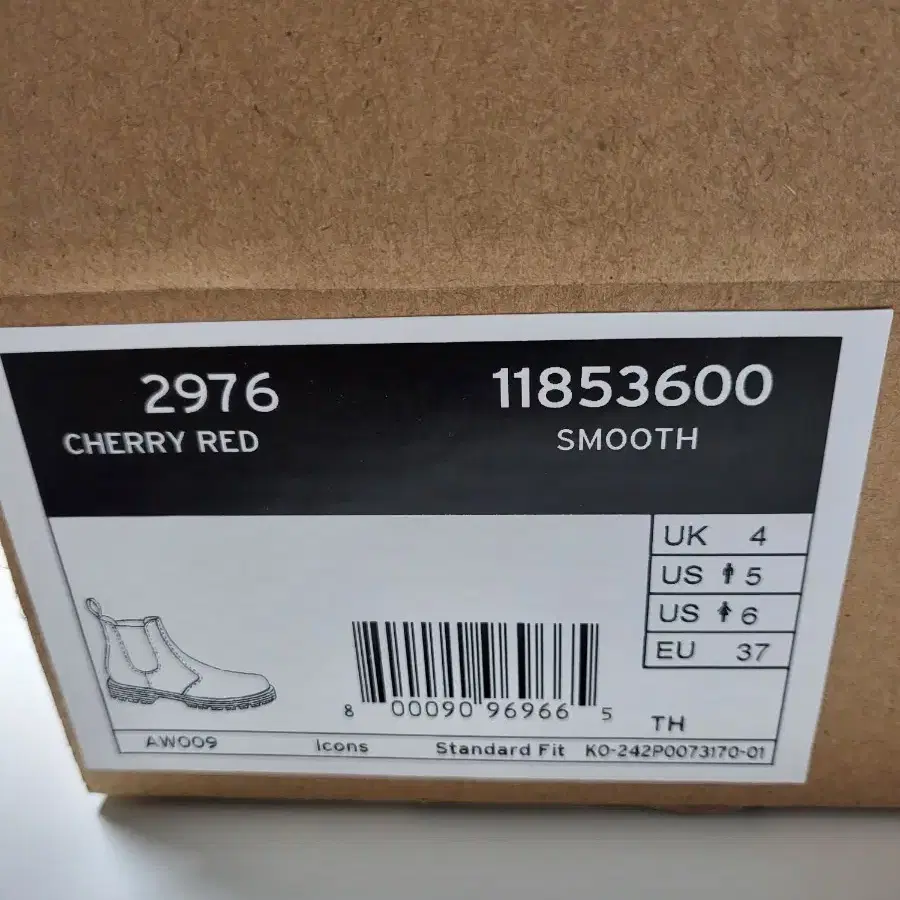 2976
CHERRY RED
11853600
SMOOTH
UK 4
US 5
US 6
EU 37
8 00090 96966 5
TH
AW009 Icons Standard Fit KO-242P0073170-01